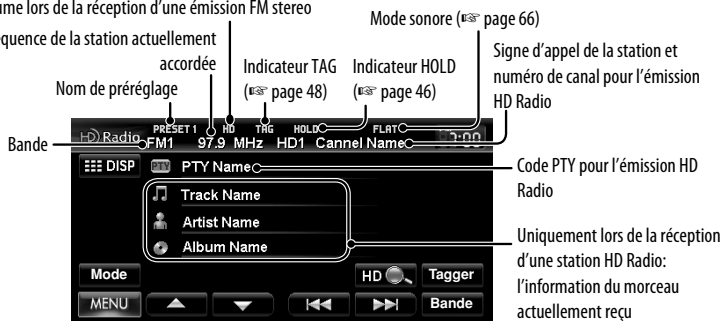 ume lors de la réception d'une émission FM stereo
équence de la station actuellement
accordée
Nom de préréglage
Bande
Indicateur TAG
(☞ page 48)
Indicateur HOLD
(☞ page 46)
Mode sonore (☞ page 66)
Signe d'appel de la station et
numéro de canal pour l'émission
HD Radio
HD Radio
PRESET 1 HD TAG HOLD FLAT
FM1 97.9 MHz HD1 Cannel Name
DISP
PTY PTY Name
Track Name
Artist Name
Album Name
Mode
HD
Tagger
MENU
Bande
Code PTY pour l'émission HD
Radio
Uniquement lors de la réception
d'une station HD Radio:
l'information du morceau
actuellement reçu